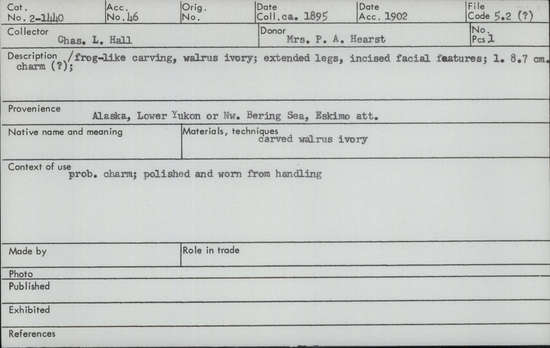 Cat. Acc. Orig. Date Date File
No. 2-1440 No. 46 No. Coll. ca. 1895 Acc. 1902 Code 5.2 (?)
Collector Donor No.
Chas. L. Hall Mrs. P. A. Hearst Pcs. 1
Description /frog-like carving, walrus ivory; extended legs, incised facial features; l. 8.7 cm.
charm (?);
Provenience
Alaska, Lower Yukon or Nw. Bering Sea, Eskimo att.
Native name and meaning Materials, techniques
carved walrus ivory
Context of use
prob. charm; polished and worn from handling
Made by Role in trade
Photo
Published
Exhibited
References